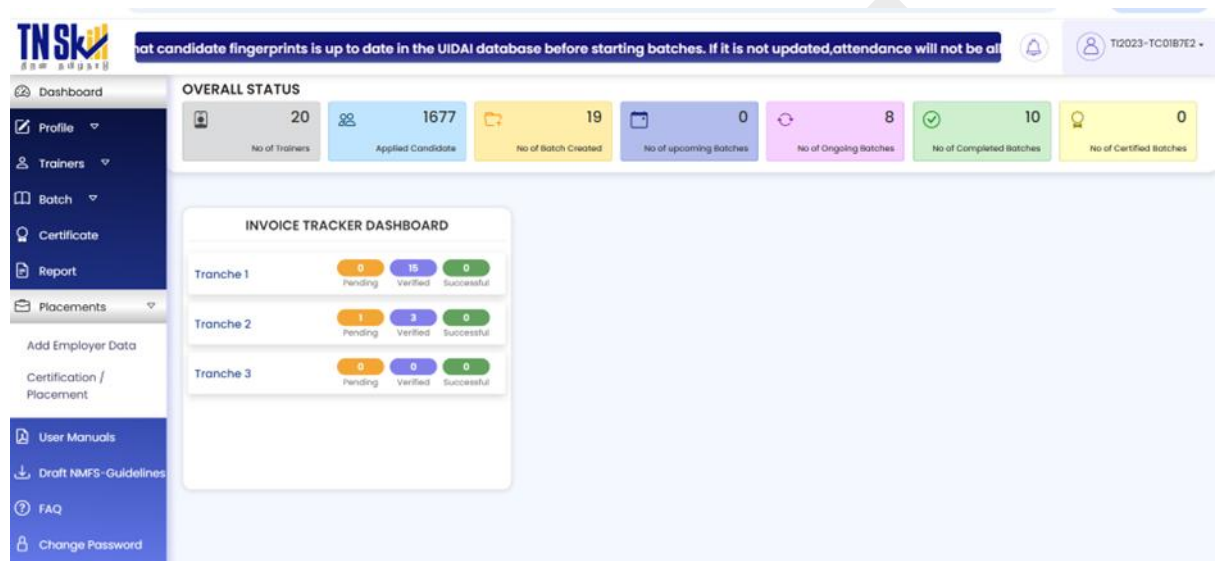 TN Skill
hat candidate fingerprints is up to date in the UIDAI database before starting batches. If it is not updated,attendance will not be all
TI2023-TC01B7E2
Dashboard
Profile
Trainers
Batch
Certificate
Report
Placements
Add Employer Data
Certification /
Placement
User Manuals
Draft NMFS-Guidelines
FAQ
Change Password
OVERALL STATUS
20
No of Trainers
1677
Applied Candidate
19
No of Batch Created
0
No of upcoming Batches
8
No of Ongoing Batches
10
No of Completed Batches
0
No of Certified Batches
INVOICE TRACKER DASHBOARD
Tranche 1
0 15 0
Pending Verified Successful
Tranche 2
1 3 0
Pending Verified Successful
Tranche 3
0 0 0
Pending Verified Successful